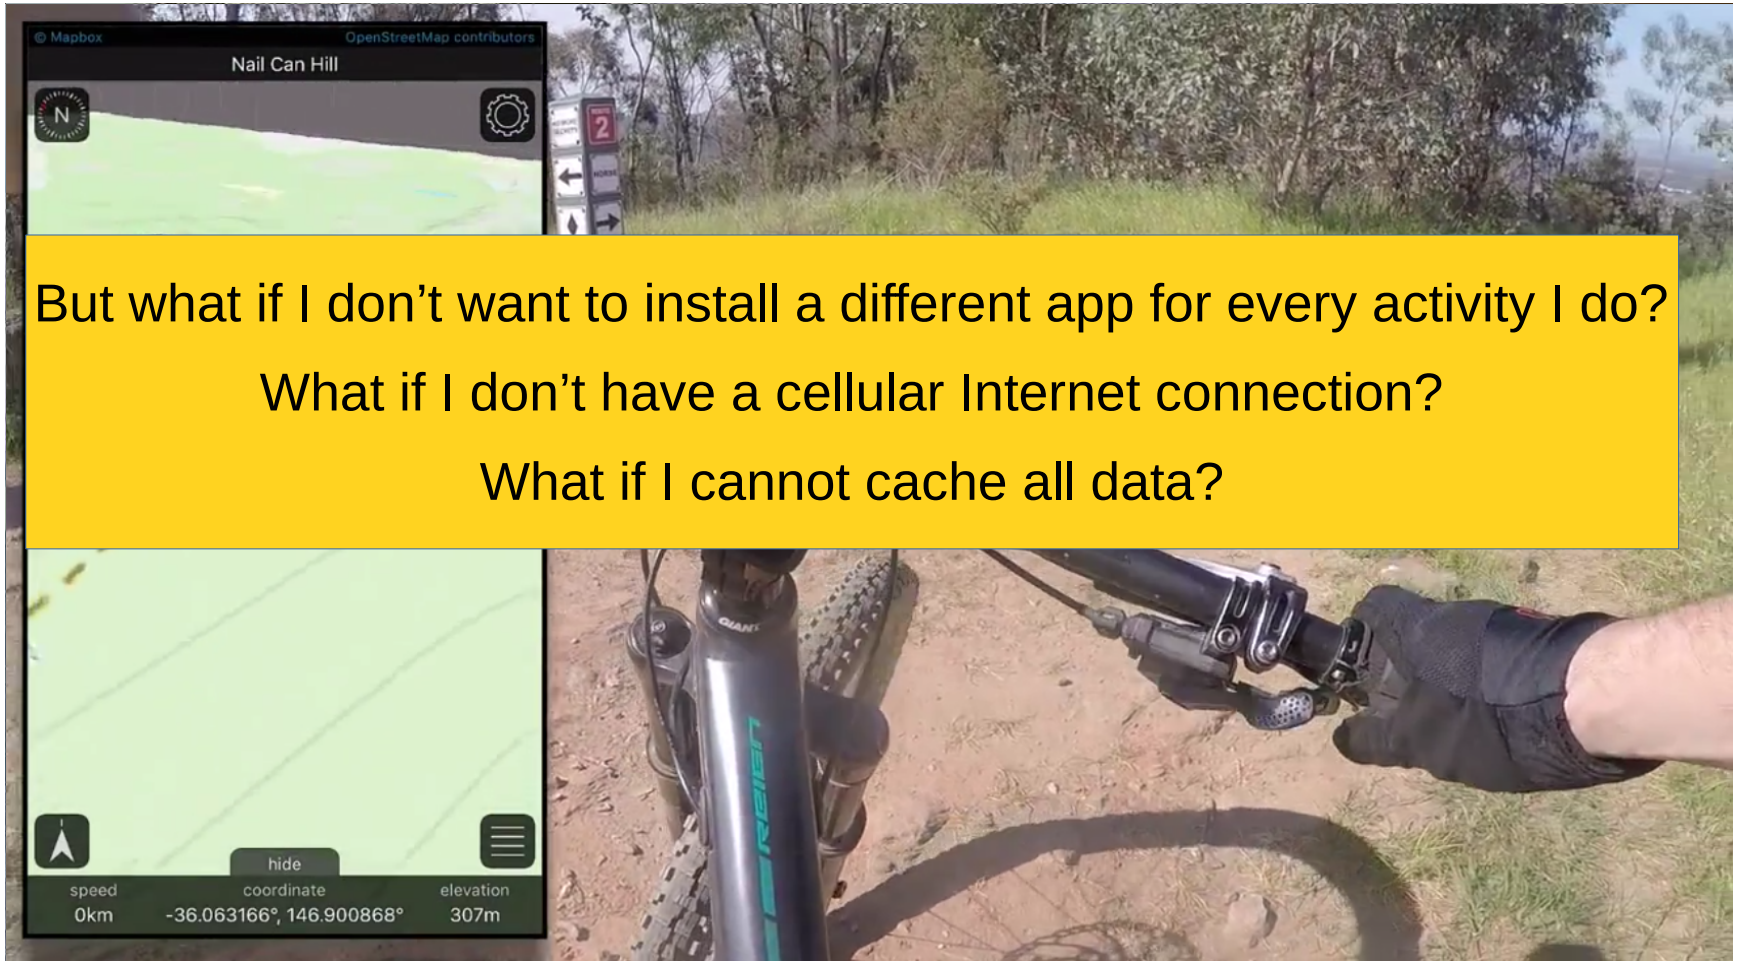 © Mapbox OpenStreetMap contributors
Nail Can Hill
N
ROUTE
2
HORSE
But what if I don’t want to install a different app for every activity I do?
What if I don’t have a cellular Internet connection?
What if I cannot cache all data?
GIANT
REIGN
hide
speed coordinate elevation
0km -36.063166°, 146.900868° 307m